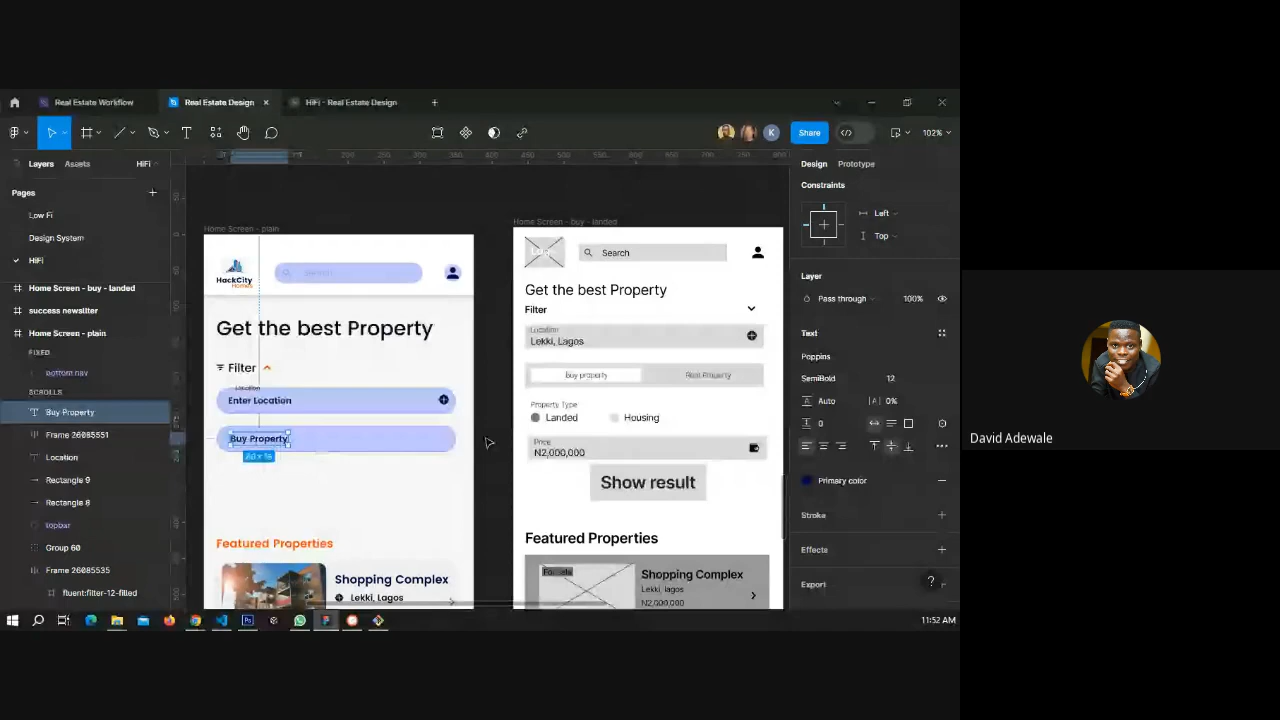 Real Estate Workflow
Real Estate Design
HiFi - Real Estate Design
Share
102%
Layers
Assets
HiFi
Pages
Low Fi
Design System
HiFi
Home Screen - buy - landed
success newsltter
Home Screen - plain
FIXED
bottom nav
SCROLLS
Buy Property
Frame 26085551
Location
Rectangle 9
Rectangle 8
topbar
Group 60
Frame 26085535
fluent:filter-12-filled
Home Screen - plain
HackCity
Homes
Search
Get the best Property
Filter
Location
Enter Location
Buy Property
Featured Properties
Shopping Complex
Lekki, Lagos
Home Screen - buy - landed
Search
Get the best Property
Filter
Location
Lekki, Lagos
Buy property
Rent Property
Property Type
Landed
Housing
Price
N2,000,000
Show result
Featured Properties
For sale
Shopping Complex
Lekki, lagos
N2,000,000
Design
Prototype
Constraints
Left
Top
Layer
Pass through
100%
Text
Poppins
SemiBold
12
Auto
0%
0
Primary color
Stroke
Effects
Export
?
K
11:52 AM
David Adewale